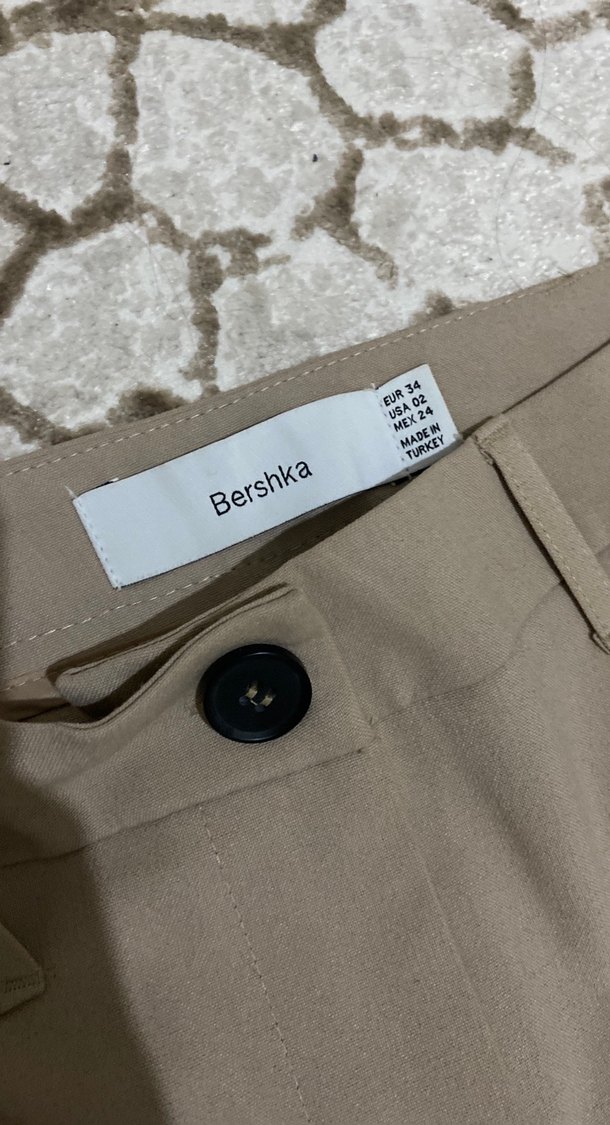 Bershka
EUR 34
USA 02
MEX 24
MADE IN
TURKEY